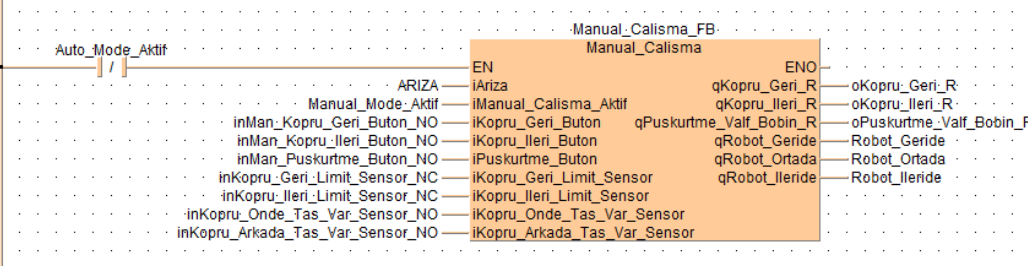 Manual_Calisma_FB
Auto_Mode_Aktif
Manual_Calisma
/
EN ENO
ARIZA iAriza qKopru_Geri_R oKopru_Geri_R
Manual_Mode_Aktif iManual_Calisma_Aktif qKopru_Ileri_R oKopru_Ileri_R
inMan_Kopru_Geri_Buton_NO iKopru_Geri_Buton qPuskurtme_Valf_Bobin_R oPuskurtme_Valf_Bobin_R
inMan_Kopru_Ileri_Buton_NO iKopru_Ileri_Buton qRobot_Geride Robot_Geride
inMan_Puskurtme_Buton_NO iPuskurtme_Buton qRobot_Ortada Robot_Ortada
inKopru_Geri_Limit_Sensor_NC iKopru_Geri_Limit_Sensor qRobot_Ileride Robot_Ileride
inKopru_Ileri_Limit_Sensor_NC iKopru_Ileri_Limit_Sensor
inKopru_Onde_Tas_Var_Sensor_NO iKopru_Onde_Tas_Var_Sensor
inKopru_Arkada_Tas_Var_Sensor_NO iKopru_Arkada_Tas_Var_Sensor